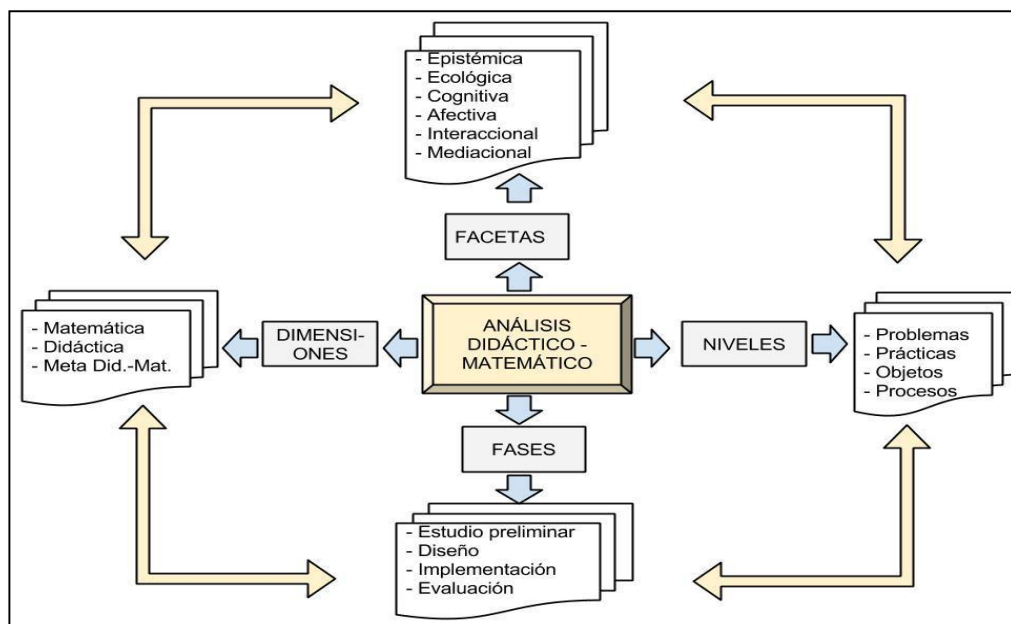 - Epistémica
- Ecológica
- Cognitiva
- Afectiva
- Interaccional
- Mediacional
FACETAS
- Matemática
- Didáctica
- Meta Did.-Mat.
DIMENSI-
ONES
ANÁLISIS
DIDÁCTICO -
MATEMÁTICO
NIVELES
- Problemas
- Prácticas
- Objetos
- Procesos
FASES
- Estudio preliminar
- Diseño
- Implementación
- Evaluación